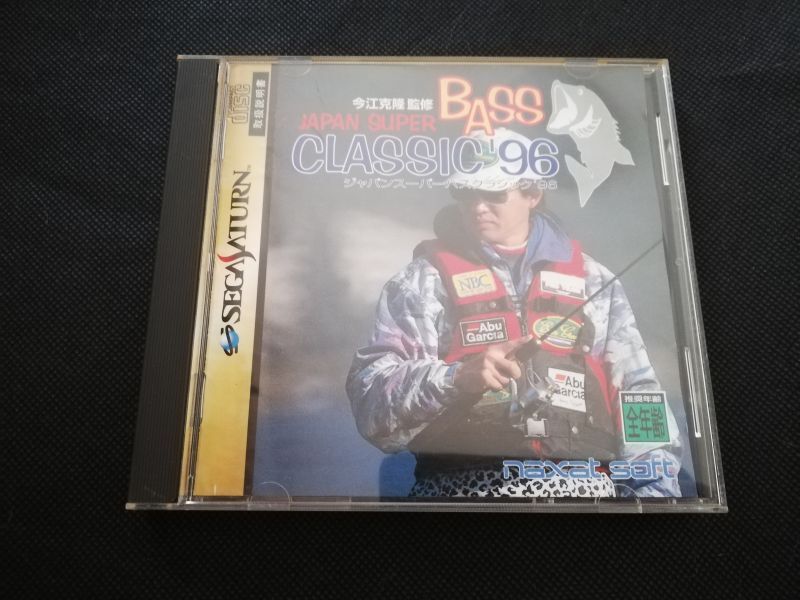 disc
取扱説明書
SEGA SATURN
今江克隆 監修
JAPAN SUPER BASS
CLASSIC '96
ジャパンスーパーバスクラシック'96
NBC
Abu
Garcia
Abu
Garcia
推奨年齢
全年齢
naxat soft